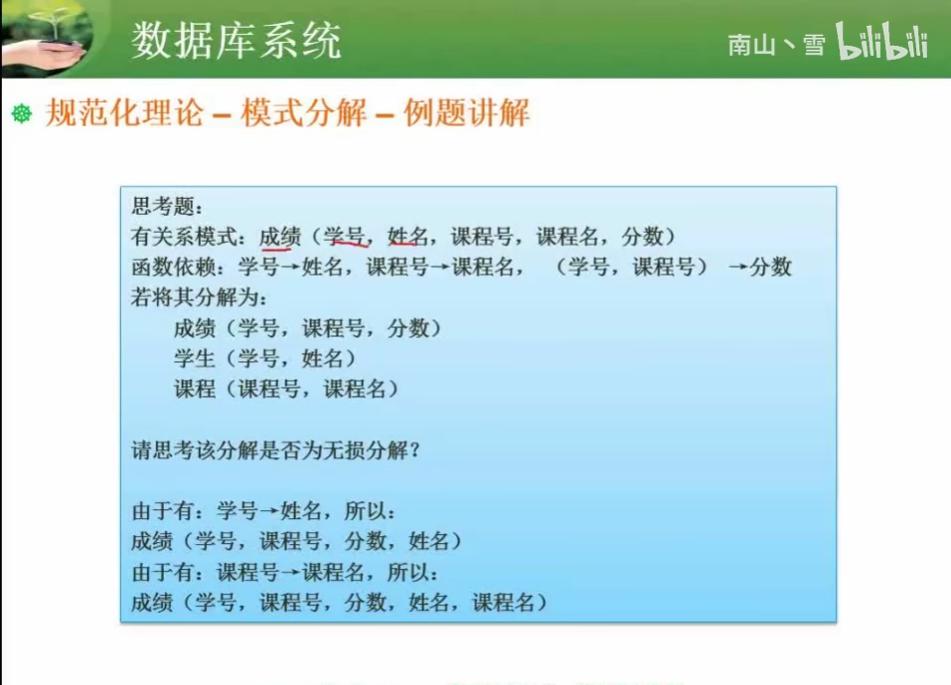 数据库系统
南山丶雪 bilibili
规范化理论 – 模式分解 – 例题讲解
思考题：
有关系模式：成绩（学号，姓名，课程号，课程名，分数）
函数依赖：学号→姓名，课程号→课程名， （学号，课程号） →分数
若将其分解为：
成绩（学号，课程号，分数）
学生（学号，姓名）
课程（课程号，课程名）
请思考该分解是否为无损分解？
由于有：学号→姓名，所以：
成绩（学号，课程号，分数，姓名）
由于有：课程号→课程名，所以：
成绩（学号，课程号，分数，姓名，课程名）